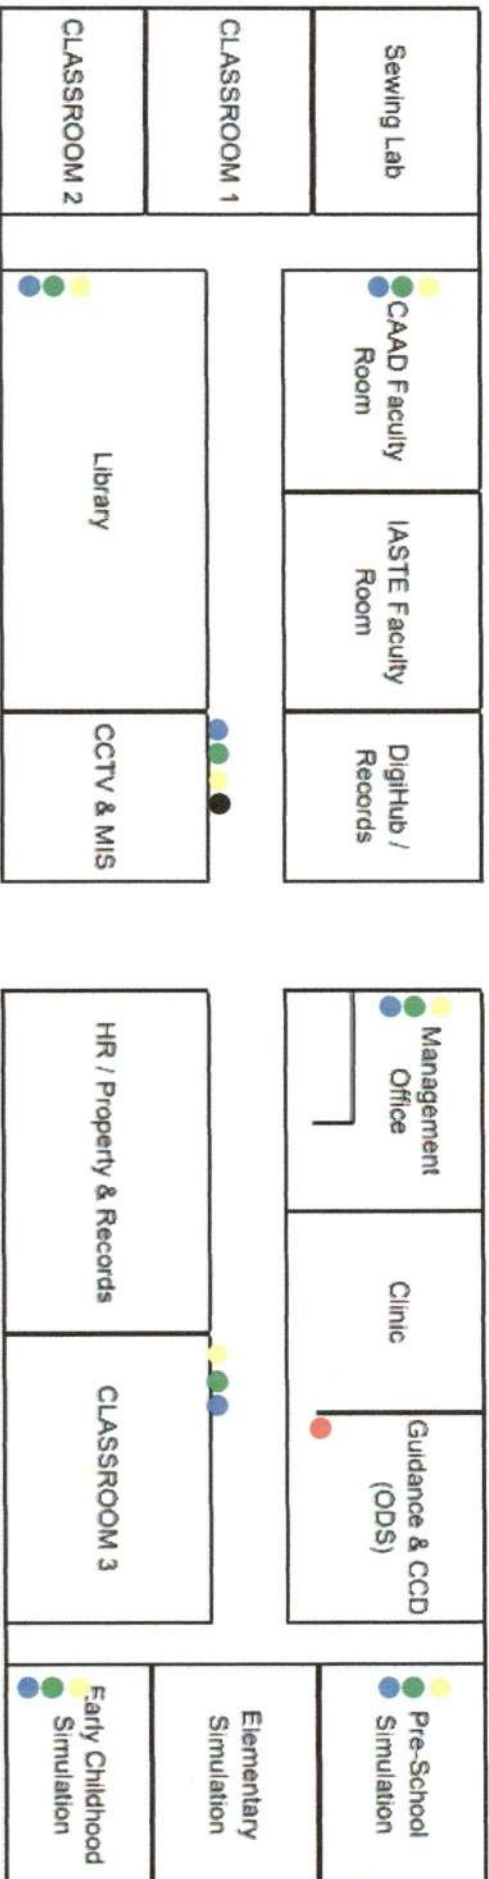 Sewing Lab
CLASSROOM 1
CLASSROOM 2
CAAD Faculty
Room
IASTE Faculty
Room
DigiHub /
Records
Library
CCTV & MIS
Management
Office
Clinic
Guidance & CCD
(ODS)
HR / Property & Records
CLASSROOM 3
Pre-School
Simulation
Elementary
Simulation
Early Childhood
Simulation